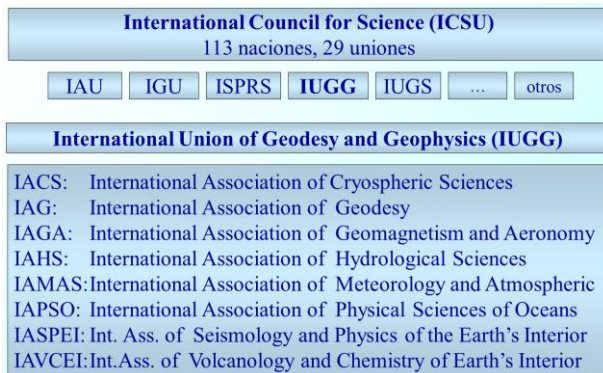 International Council for Science (ICSU)
113 naciones, 29 uniones
IAU IGU ISPRS IUGG IUGS ... otros
International Union of Geodesy and Geophysics (IUGG)
IACS: International Association of Cryospheric Sciences
IAG: International Association of Geodesy
IAGA: International Association of Geomagnetism and Aeronomy
IAHS: International Association of Hydrological Sciences
IAMAS: International Association of Meteorology and Atmospheric
IAPSO: International Association of Physical Sciences of Oceans
IASPEI: Int. Ass. of Seismology and Physics of the Earth's Interior
IAVCEI: Int.Ass. of Volcanology and Chemistry of Earth's Interior